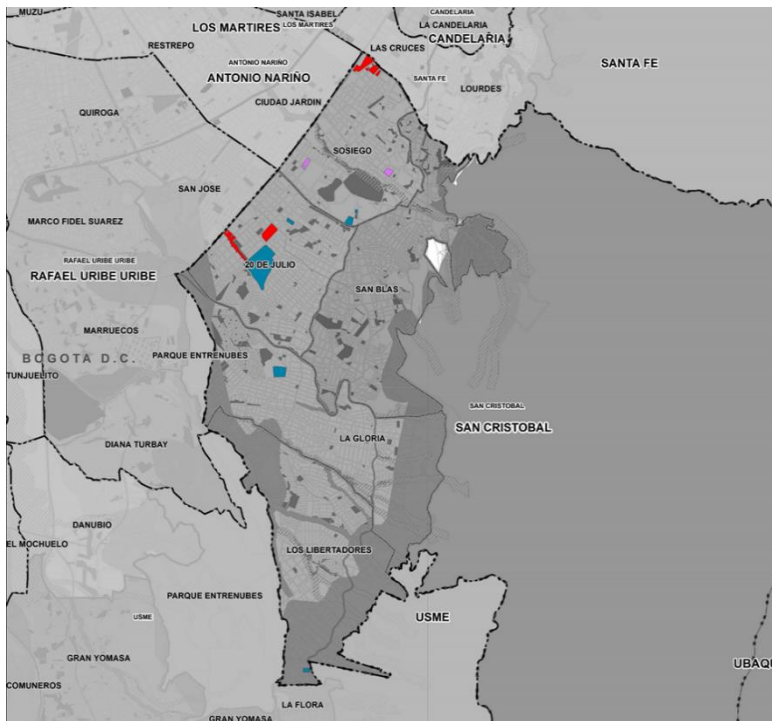 MUZU
SANTA ISABEL
LOS MARTIRES
LOS MARTIRES
CANDELARIA
LA CANDELARIA
CANDELARIA
RESTREPO
LAS CRUCES
ANTONIO NARIÑO
ANTONIO NARIÑO
SANTA FE
SANTA FE
LOURDES
CIUDAD JARDIN
QUIROGA
SOSIEGO
SAN JOSE
MARCO FIDEL SUAREZ
RAFAEL URIBE URIBE
RAFAEL URIBE URIBE
20 DE JULIO
SAN BLAS
MARRUECOS
BOGOTA D.C.
PARQUE ENTRENUBES
TUNJUELITO
SAN CRISTOBAL
SAN CRISTOBAL
DIANA TURBAY
LA GLORIA
DANUBIO
EL MOCHUELO
LOS LIBERTADORES
PARQUE ENTRENUBES
USME
USME
GRAN YOMASA
UBAQU
COMUNEROS
LA FLORA
GRAN YOMASA